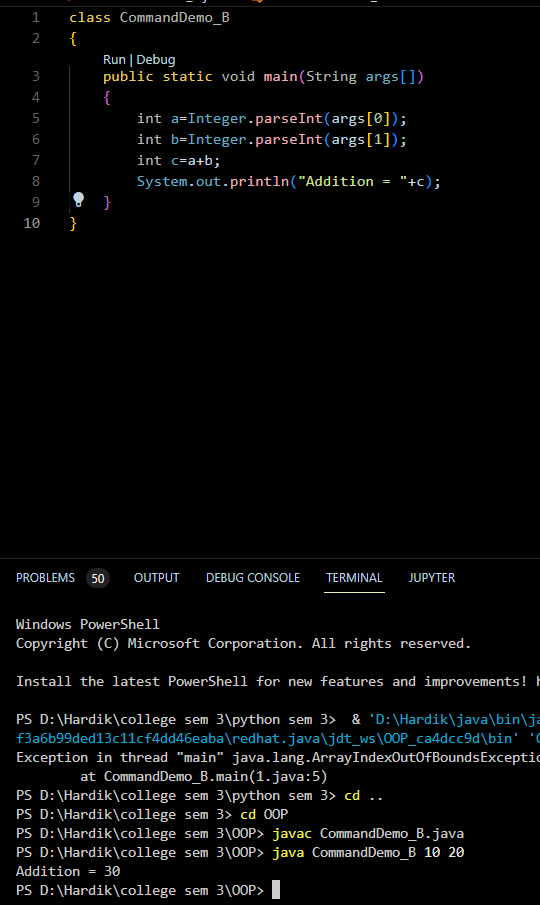 1 class CommandDemo_B
2 {
Run | Debug
3 public static void main(String args[])
4 {
5 int a=Integer.parseInt(args[0]);
6 int b=Integer.parseInt(args[1]);
7 int c=a+b;
8 System.out.println("Addition = "+c);
9 }
10 }
PROBLEMS 50 OUTPUT DEBUG CONSOLE TERMINAL JUPYTER
Windows PowerShell
Copyright (C) Microsoft Corporation. All rights reserved.
Install the latest PowerShell for new features and improvements!
PS D:\Hardik\college sem 3\python sem 3> & 'D:\Hardik\java\bin\ja
f3a6b99ded13c11cf4dd46eaba\redhat.java\jdt_ws\OOP_ca4dcc9d\bin' 'C
Exception in thread "main" java.lang.ArrayIndexOutOfBoundsExceptio
at CommandDemo_B.main(1.java:5)
PS D:\Hardik\college sem 3\python sem 3> cd ..
PS D:\Hardik\college sem 3> cd OOP
PS D:\Hardik\college sem 3\OOP> javac CommandDemo_B.java
PS D:\Hardik\college sem 3\OOP> java CommandDemo_B 10 20
Addition = 30
PS D:\Hardik\college sem 3\OOP>